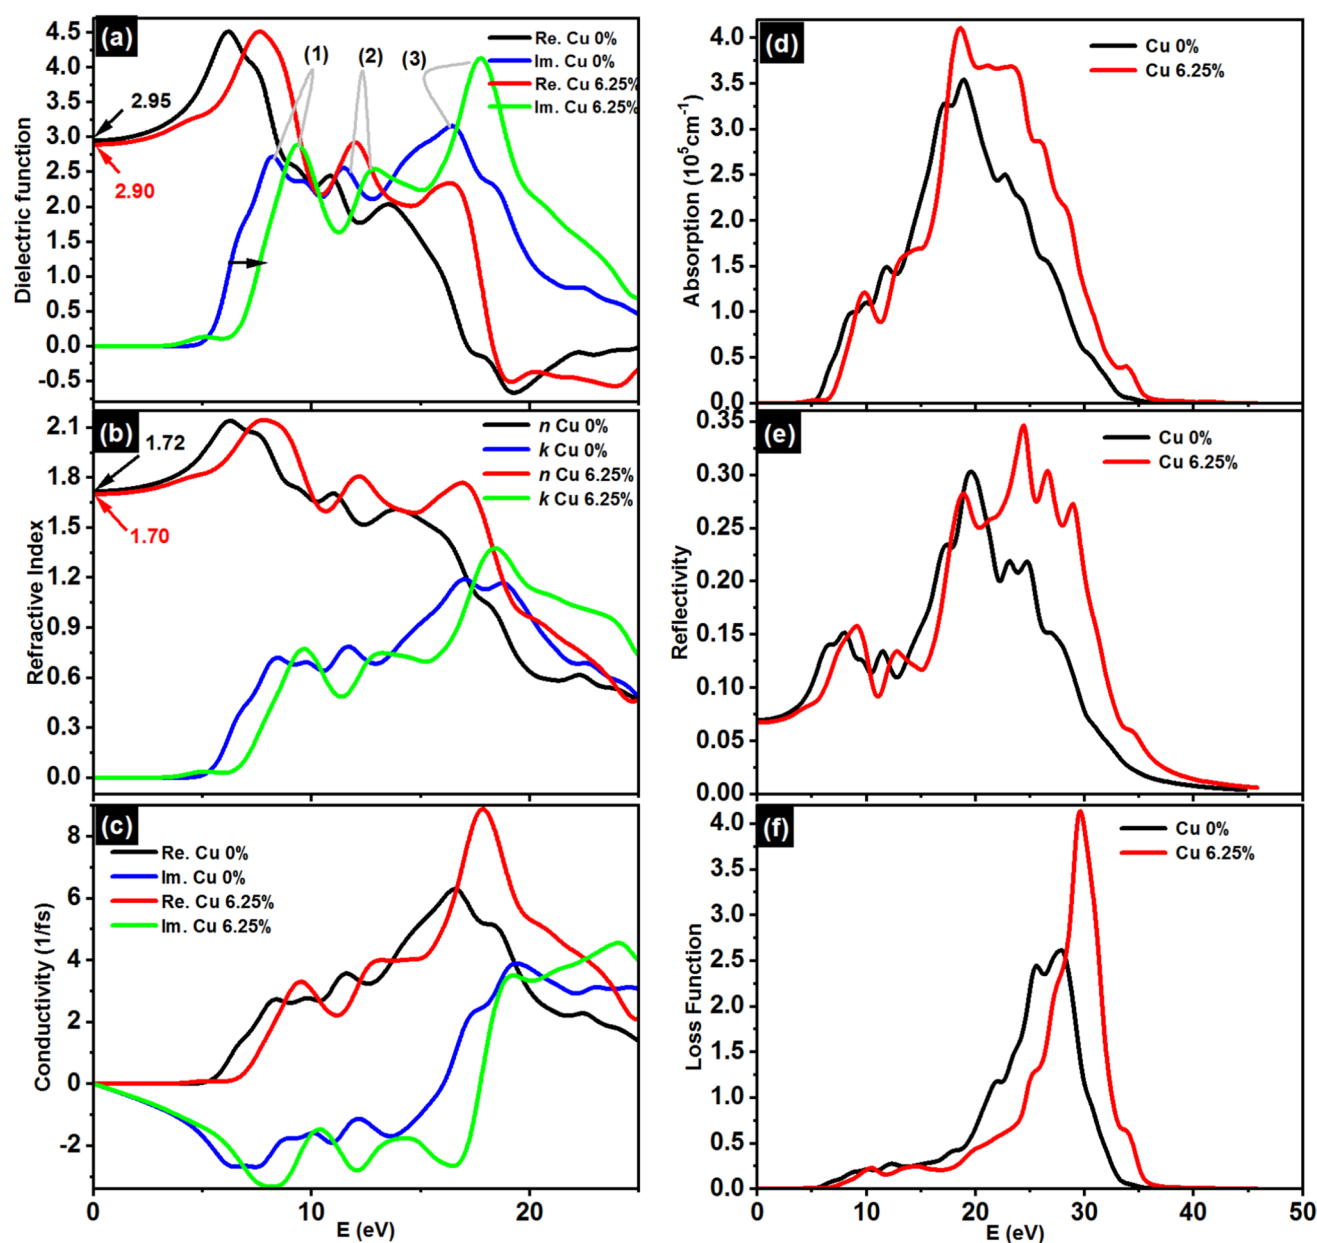 (a)
4.5
4.0
3.5
3.0
2.5
2.0
1.5
1.0
0.5
0.0
-0.5
Dielectric function
2.95
2.90
(1)
(2)
(3)
Re. Cu 0%
Im. Cu 0%
Re. Cu 6.25%
Im. Cu 6.25%
(b)
2.1
1.8
1.5
1.2
0.9
0.6
0.3
0.0
Refractive Index
1.72
1.70
n Cu 0%
k Cu 0%
n Cu 6.25%
k Cu 6.25%
(c)
8
6
4
2
0
-2
Conductivity (1/fs)
Re. Cu 0%
Im. Cu 0%
Re. Cu 6.25%
Im. Cu 6.25%
0
10
20
E (eV)
(d)
4.0
3.5
3.0
2.5
2.0
1.5
1.0
0.5
0.0
Absorption (10⁵cm⁻¹)
Cu 0%
Cu 6.25%
(e)
0.35
0.30
0.25
0.20
0.15
0.10
0.05
0.00
Reflectivity
Cu 0%
Cu 6.25%
(f)
4.0
3.5
3.0
2.5
2.0
1.5
1.0
0.5
0.0
Loss Function
Cu 0%
Cu 6.25%
0
10
20
30
40
50
E (eV)